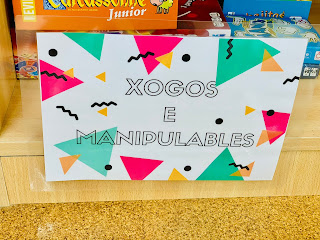 Carcassonne
Junior
XOGOS
E
MANIPULABLES